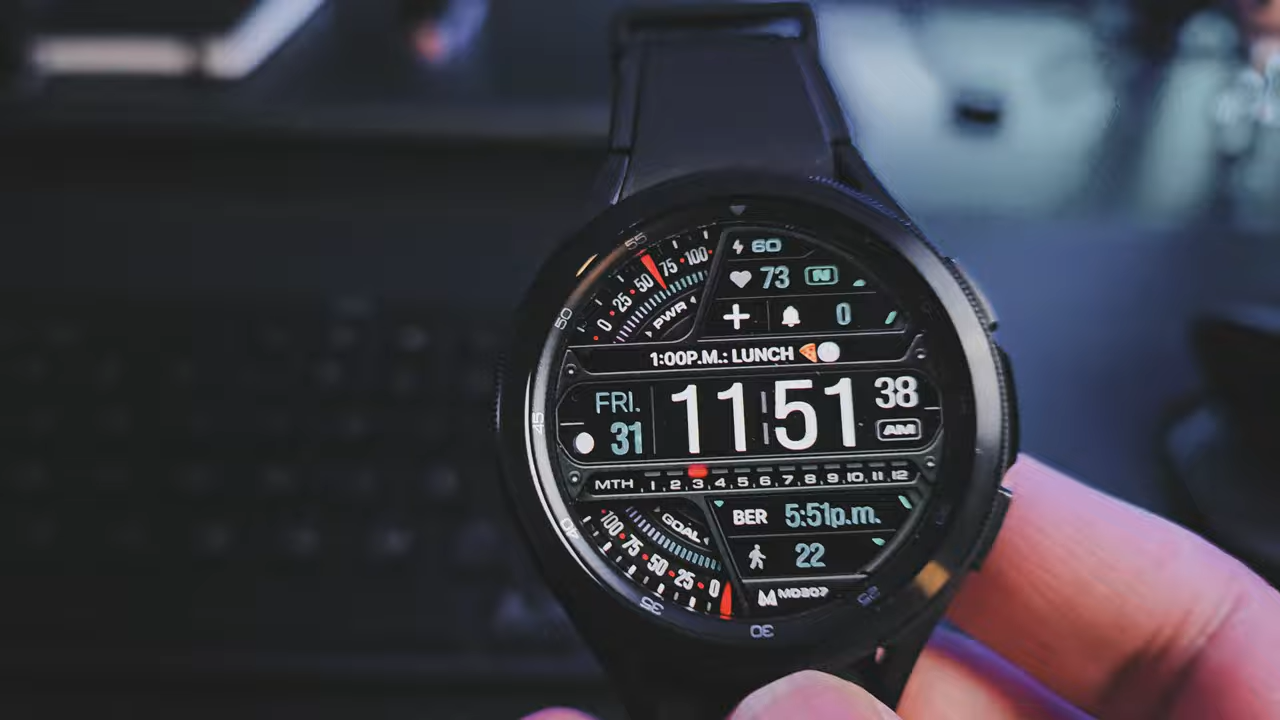 55
50
45
40
35
30
25
0 25 50 75 100
PWR
60
73 N
0
1:00P.M.: LUNCH
FRI.
31
11:51
38
AM
MTH 1 2 3 4 5 6 7 8 9 10 11 12
100 75 50 25 0
GOAL
BER 5:51p.m.
22
MD307